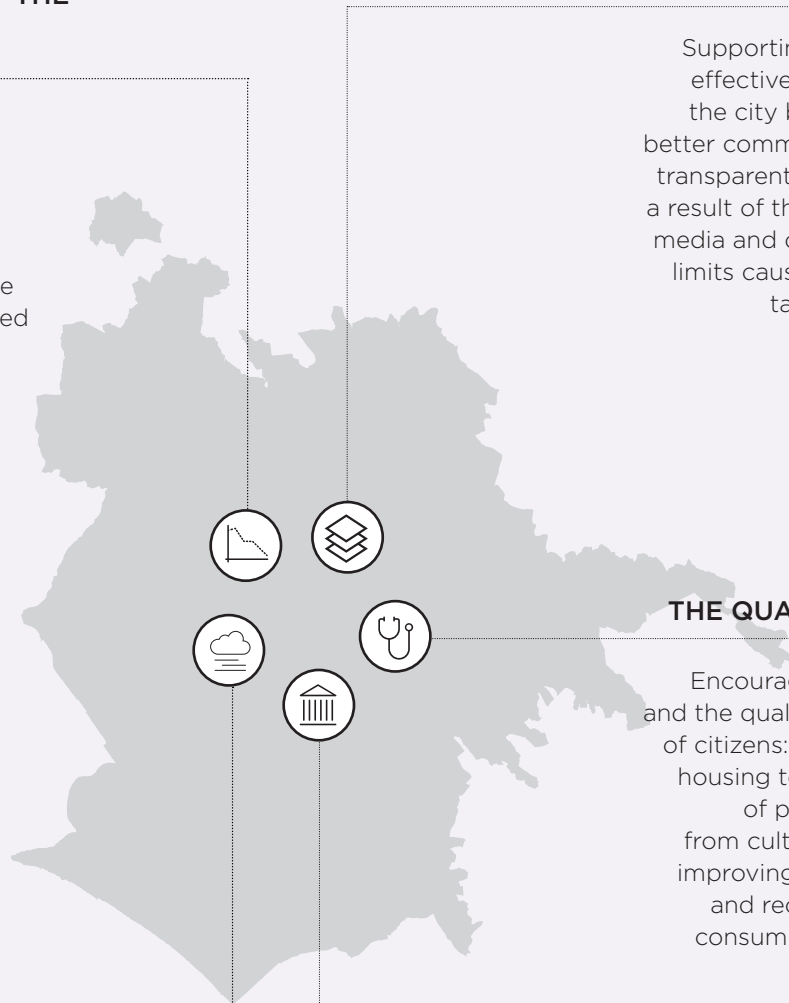 THE
e
ed
Supportin
effective
the city b
better comm
transparent
a result of th
media and c
limits caus
ta
THE QUA
Encourag
and the qual
of citizens:
housing to
of p
from cult
improving
and red
consum